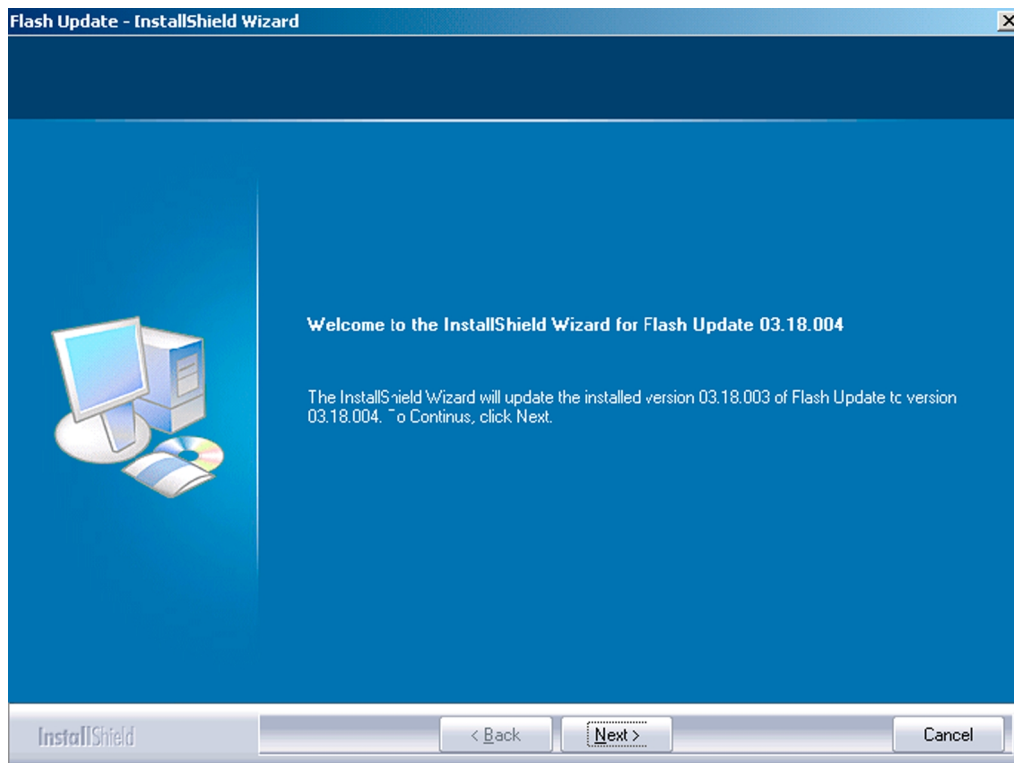 Flash Update - InstallShield Wizard
Welcome to the InstallShield Wizard for Flash Update 03.18.004
The InstallShield Wizard will update the installed version 03.18.003 of Flash Update to version
03.18.004. To Continus, click Next.
InstallShield
< Back
Next >
Cancel